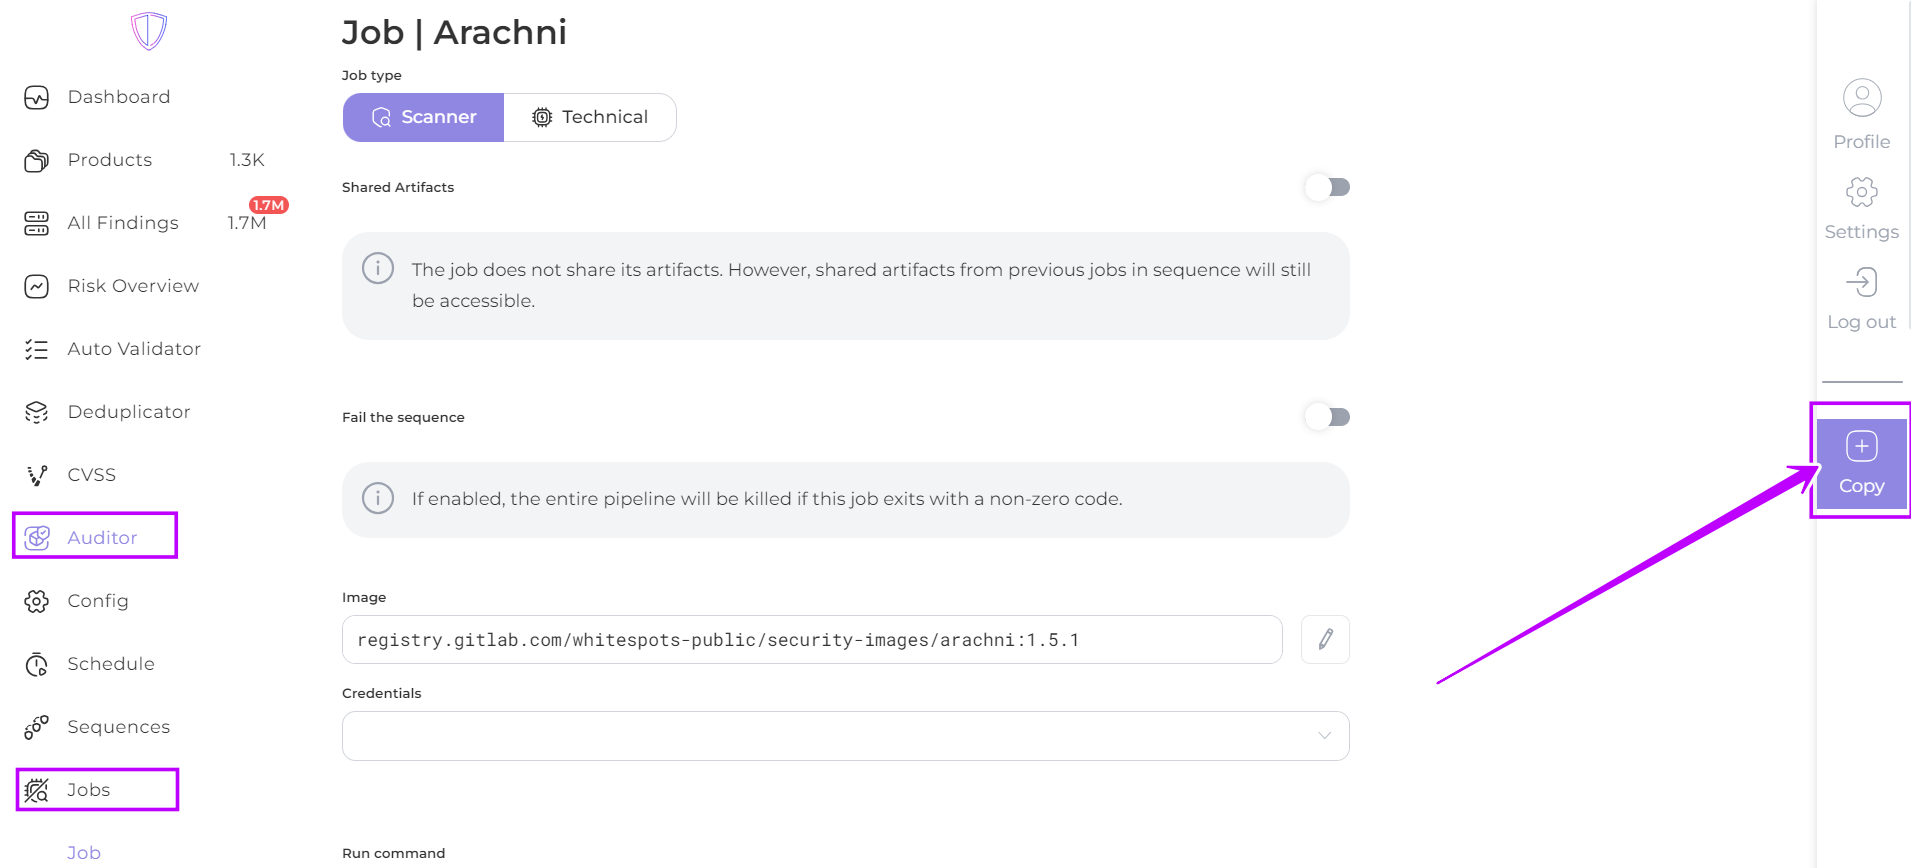 Dashboard
Products 1.3K
All Findings 1.7M
1.7M
Risk Overview
Auto Validator
Deduplicator
CVSS
Auditor
Config
Schedule
Sequences
Jobs
Job
Job | Arachni
Job type
Scanner
Technical
Shared Artifacts
The job does not share its artifacts. However, shared artifacts from previous jobs in sequence will still
be accessible.
Fail the sequence
If enabled, the entire pipeline will be killed if this job exits with a non-zero code.
Image
registry.gitlab.com/whitespots-public/security-images/arachni:1.5.1
Credentials
Run command
Profile
Settings
Log out
Copy